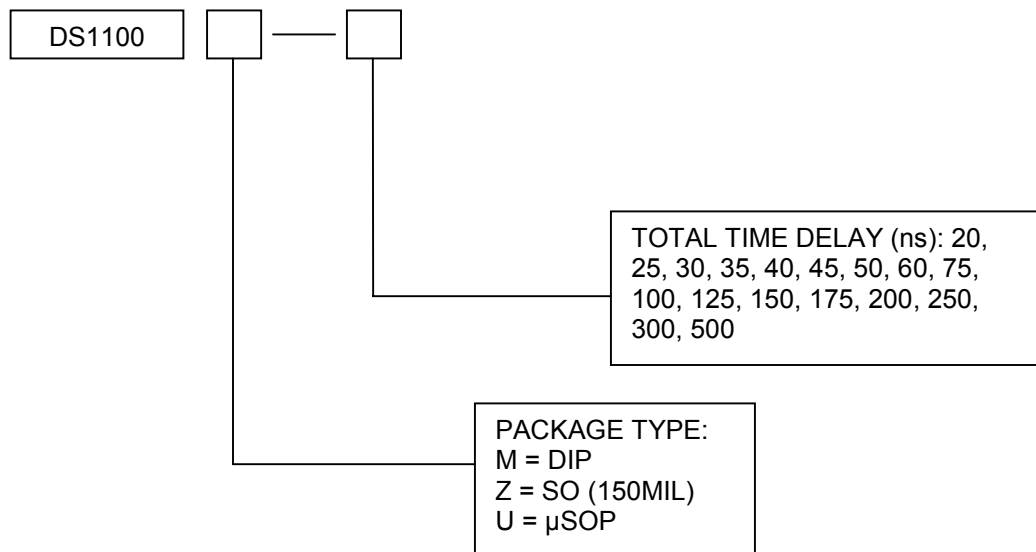 DS1100
TOTAL TIME DELAY (ns): 20,
25, 30, 35, 40, 45, 50, 60, 75,
100, 125, 150, 175, 200, 250,
300, 500
PACKAGE TYPE:
M = DIP
Z = SO (150MIL)
U = µSOP